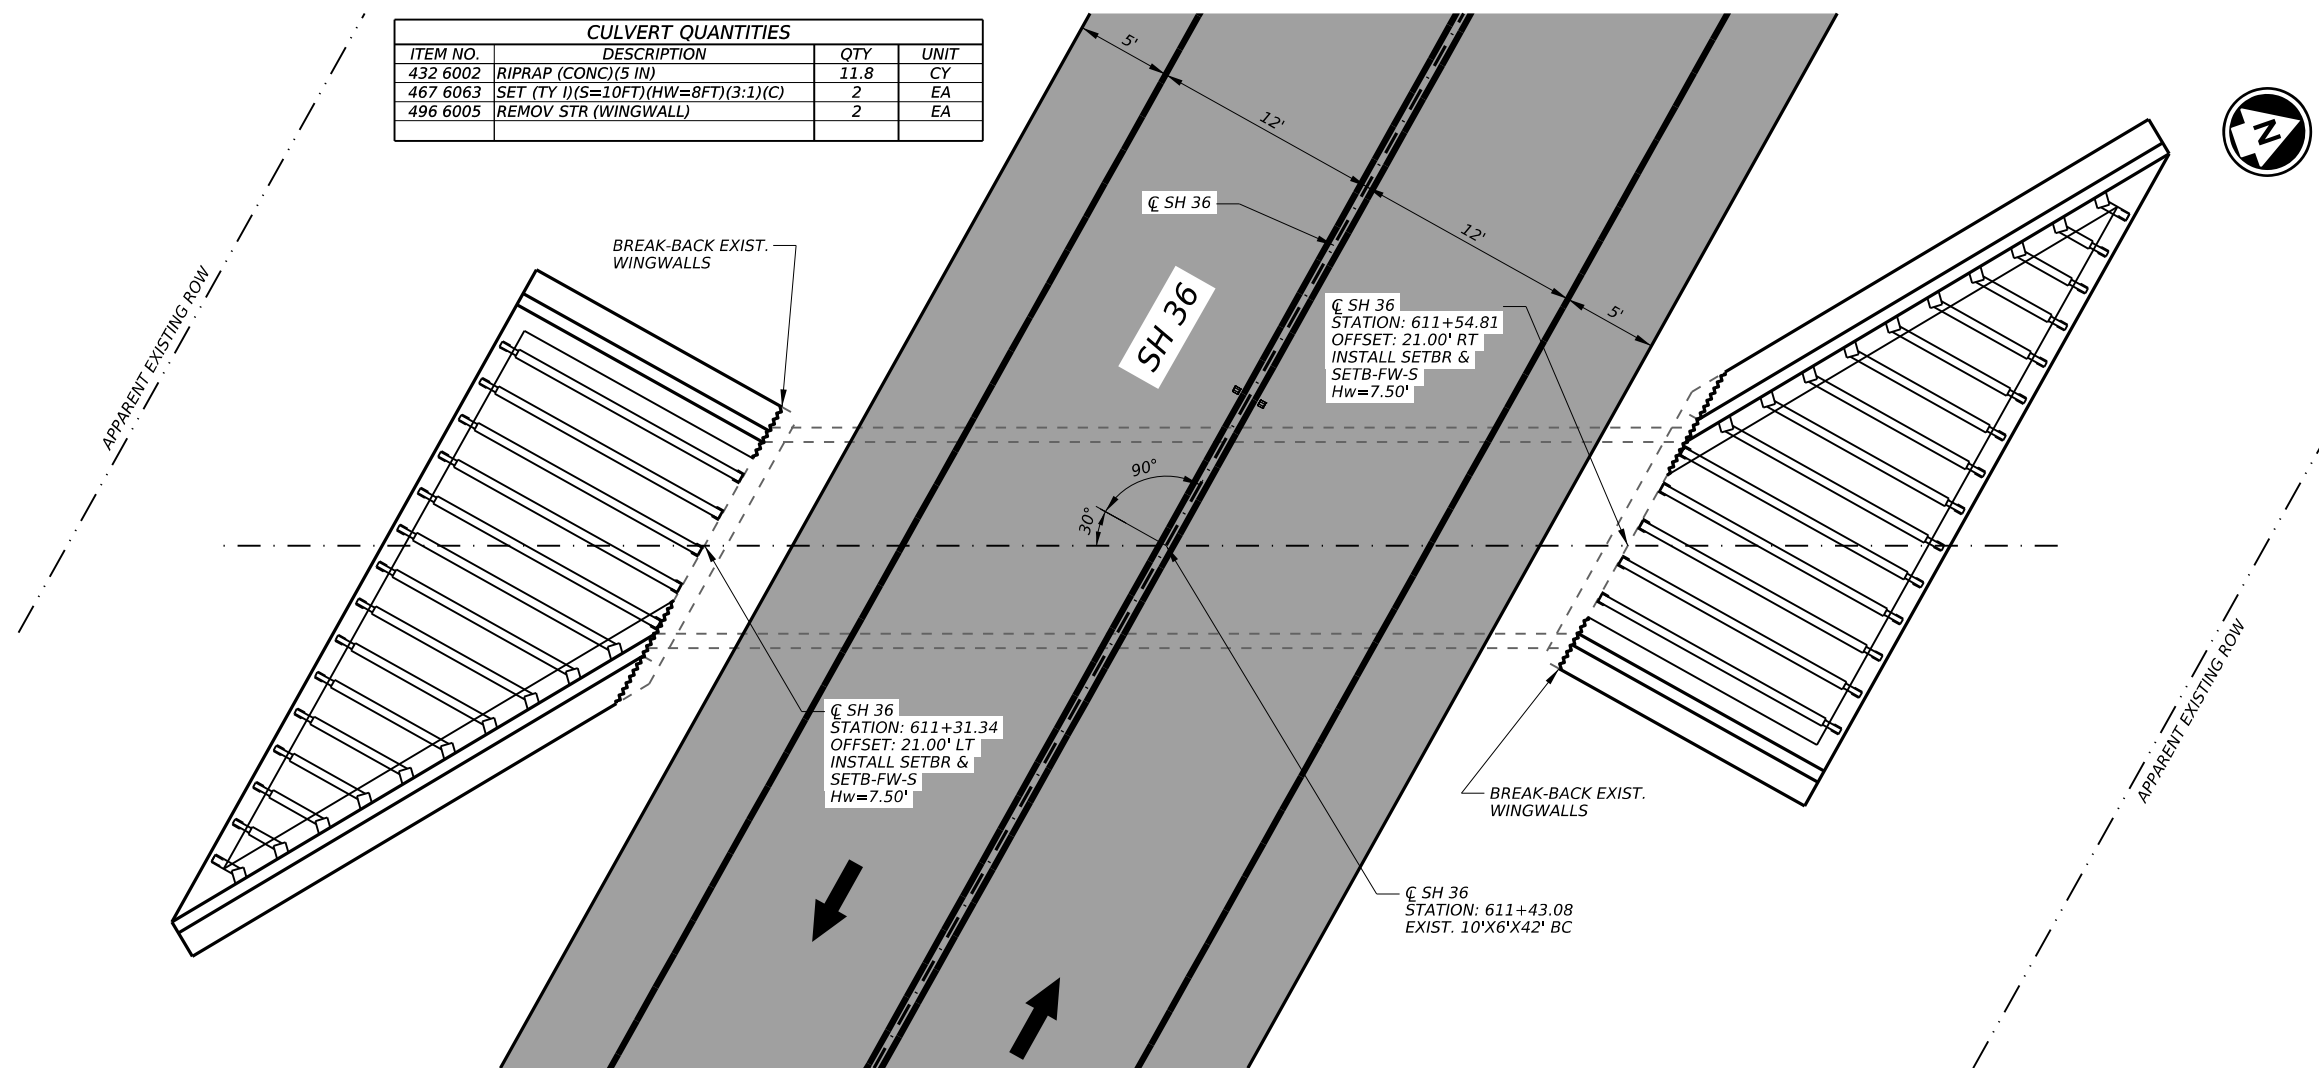 CULVERT QUANTITIES
ITEM NO. DESCRIPTION QTY UNIT
432 6002 RIPRAP (CONC)(5 IN) 11.8 CY
467 6063 SET (TY I)(S=10FT)(HW=8FT)(3:1)(C) 2 EA
496 6005 REMOV STR (WINGWALL) 2 EA
5'
12'
12'
5'
N
℄ SH 36
BREAK-BACK EXIST.
WINGWALLS
APPARENT EXISTING ROW
SH 36
℄ SH 36
STATION: 611+54.81
OFFSET: 21.00' RT
INSTALL SETBR &
SETB-FW-S
Hw=7.50'
90°
30°
℄ SH 36
STATION: 611+31.34
OFFSET: 21.00' LT
INSTALL SETBR &
SETB-FW-S
Hw=7.50'
APPARENT EXISTING ROW
BREAK-BACK EXIST.
WINGWALLS
℄ SH 36
STATION: 611+43.08
EXIST. 10'X6'X42' BC